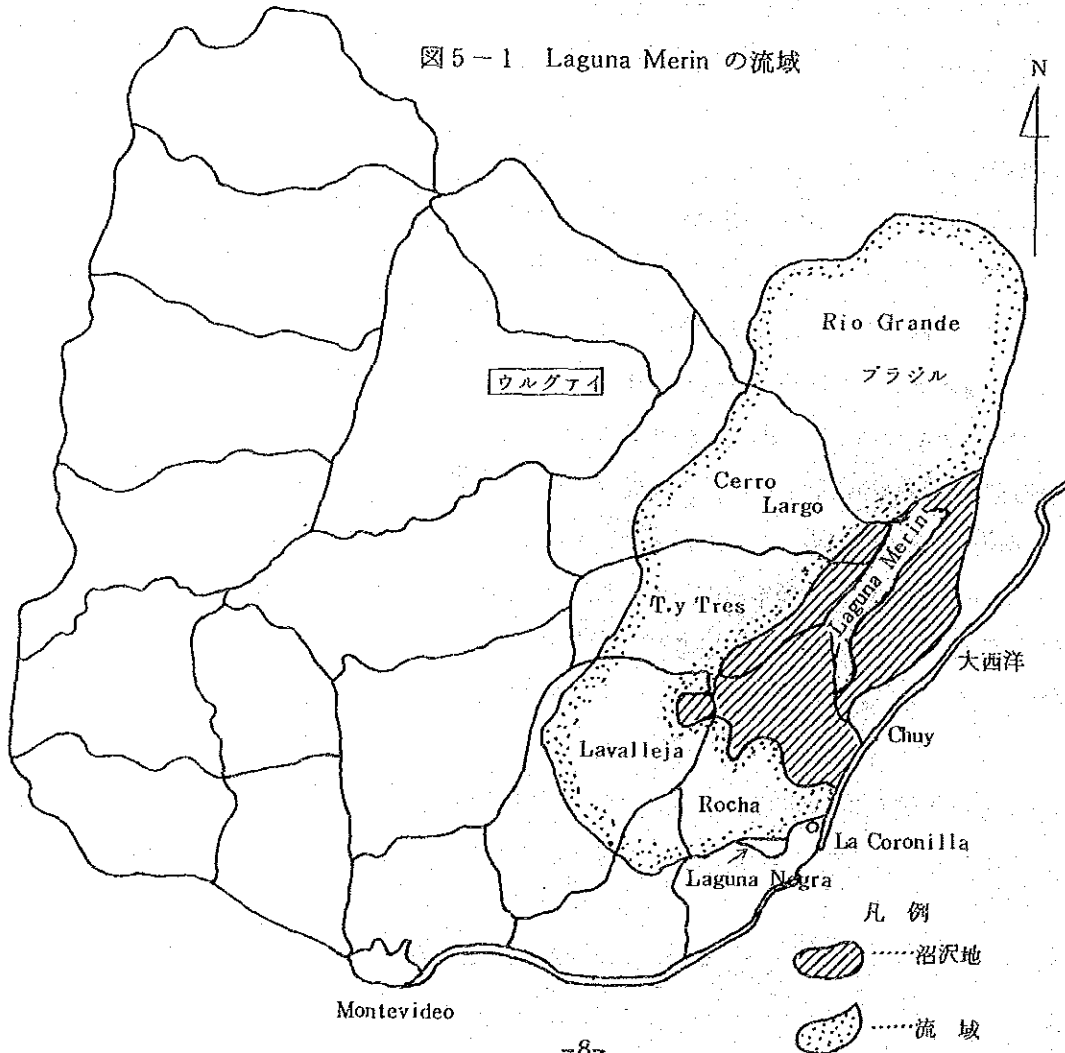 図5-1 Laguna Merin の流域
N
Rio Grande
ブラジル
ウルグァイ
Cerro
Largo
Laguna Merin
T.y Tres
大西洋
Chuy
Lavalleja
Rocha
La Coronilla
Laguna Negra
凡例
……沼沢地
Montevideo
……流域
-8-